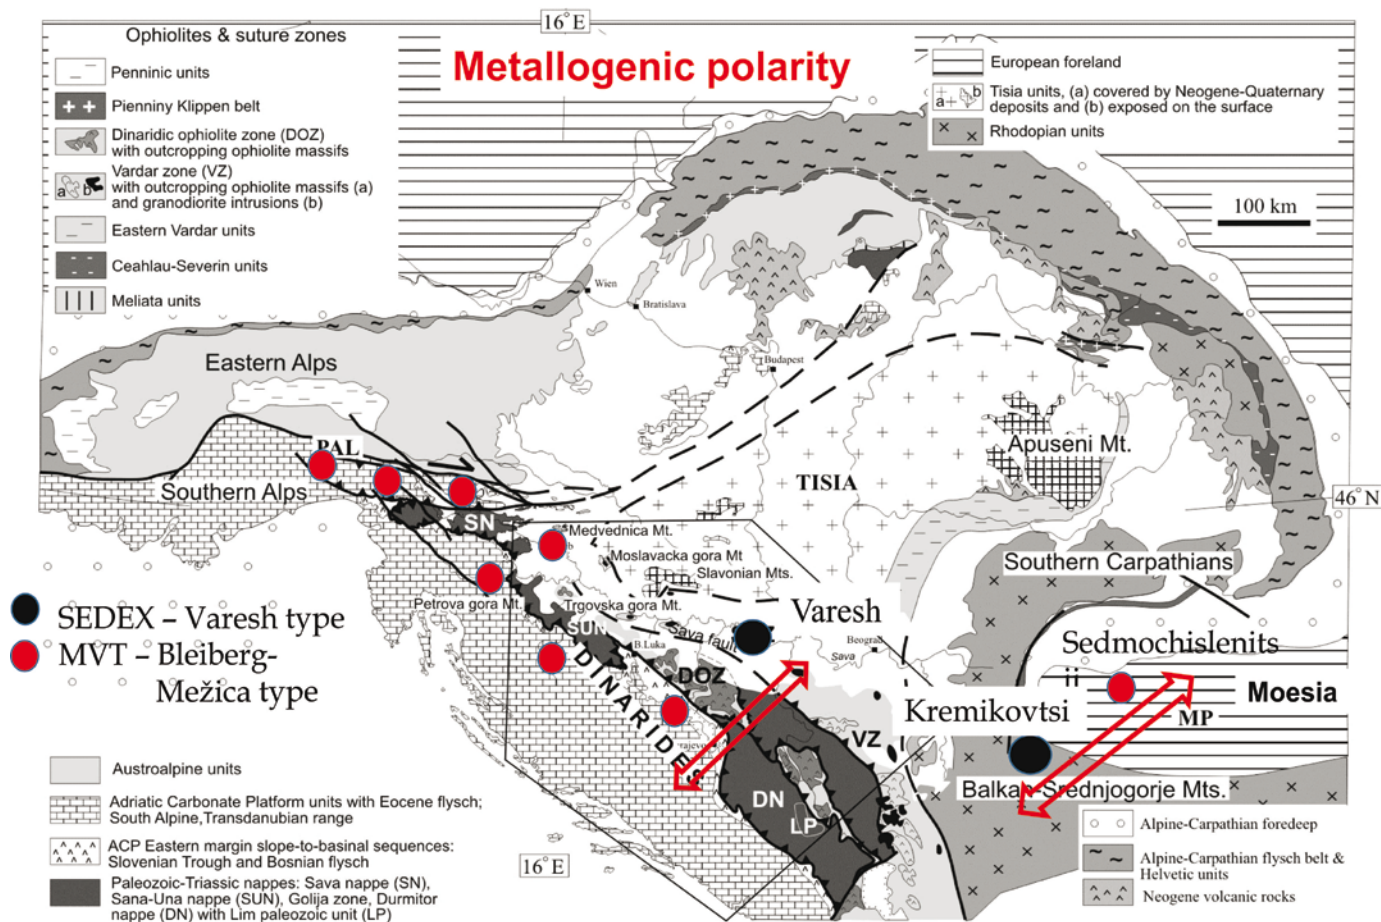 16°E
Ophiolites & suture zones
Metallogenic polarity
Penninic units
Pienniny Klippen belt
Dinaridic ophiolite zone (DOZ)
with outcropping ophiolite massifs
Vardar zone (VZ)
a b
with outcropping ophiolite massifs (a)
and granodiorite intrusions (b)
Eastern Vardar units
Ceahlau-Severin units
Meliata units
European foreland
a b
Tisia units, (a) covered by Neogene-Quaternary
deposits and (b) exposed on the surface
Rhodopian units
100 km
Wien
Bratislava
Budapest
Eastern Alps
PAL
Southern Alps
Apuseni Mt.
TISIA
46°N
SN
Medvednica Mt.
Moslavacka gora Mt
Slavonian Mts.
Southern Carpathians
Petrova gora Mt.
Trgovska gora Mt.
Varesh
SEDEX – Varesh type
MVT – Bleiberg-
Mežica type
SUN
B.Luka
Sava fault
Beograd
Sava
Sedmochislenits
ii
Moesia
DINARIDES
DOZ
Kremikovtsi
MP
VZ
DN
LP
Balkan-Srednjogorje Mts.
16°E
Austroalpine units
Adriatic Carbonate Platform units with Eocene flysch;
South Alpine,Transdanubian range
ACP Eastern margin slope-to-basinal sequences:
Slovenian Trough and Bosnian flysch
Paleozoic-Triassic nappes: Sava nappe (SN),
Sana-Una nappe (SUN), Golija zone, Durmitor
nappe (DN) with Lim paleozoic unit (LP)
Alpine-Carpathian foredeep
Alpine-Carpathian flysch belt &
Helvetic units
Neogene volcanic rocks